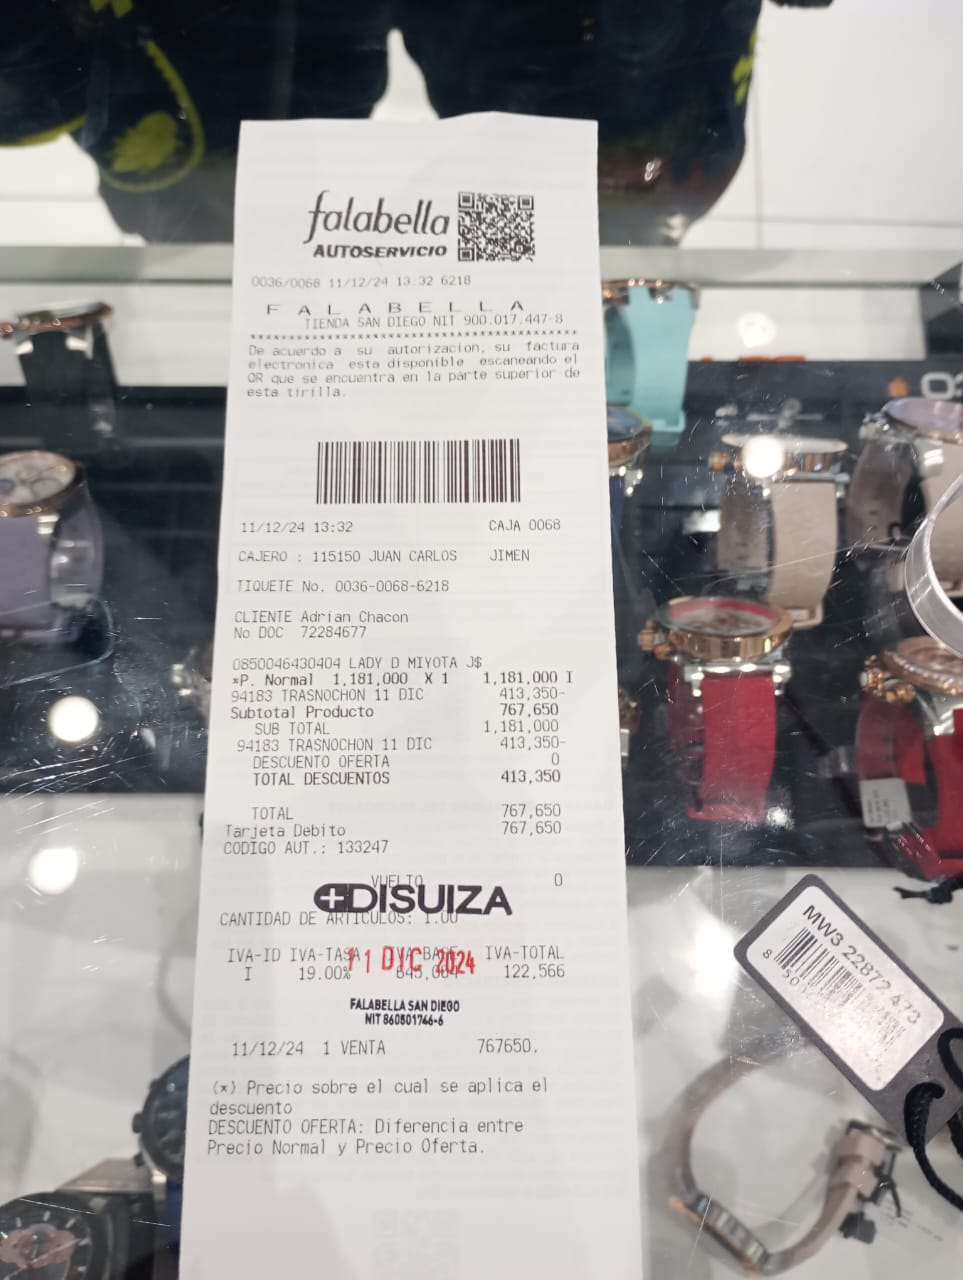 falabella
AUTOSERVICIO
0036/0068 11/12/24 13:32 6218
F A L A B E L L A
TIENDA SAN DIEGO NIT 900.017.447-8
De acuerdo a su autorizacion, su factura
electronica esta disponible escaneando el
QR que se encuentra en la parte superior de
esta tirilla.
11/12/24 13:32 CAJA 0068
CAJERO : 115150 JUAN CARLOS JIMEN
TIQUETE No. 0036-0068-6218
CLIENTE Adrian Chacon
No DOC 72284677
0850046430404 LADY D MIYOTA J$
*P. Normal 1,181,000 X 1 1,181,000 I
94183 TRASNOCHON 11 DIC 413,350-
Subtotal Producto 767,650
SUB TOTAL 1,181,000
94183 TRASNOCHON 11 DIC 413,350-
DESCUENTO OFERTA 0
TOTAL DESCUENTOS 413,350
TOTAL 767,650
Tarjeta Debito 767,650
CODIGO AUT.: 133247
VUELTO 0
DISUIZA
CANTIDAD DE ARTICULOS: 1.00
IVA-ID IVA-TASA IVA-BASE IVA-TOTAL
11 DIC 2024
I 19.00% 122,566
FALABELLA SAN DIEGO
NIT 860801746-6
11/12/24 1 VENTA 767650.
(*) Precio sobre el cual se aplica el
descuento
DESCUENTO OFERTA: Diferencia entre
Precio Normal y Precio Oferta.
MW3 22872 473